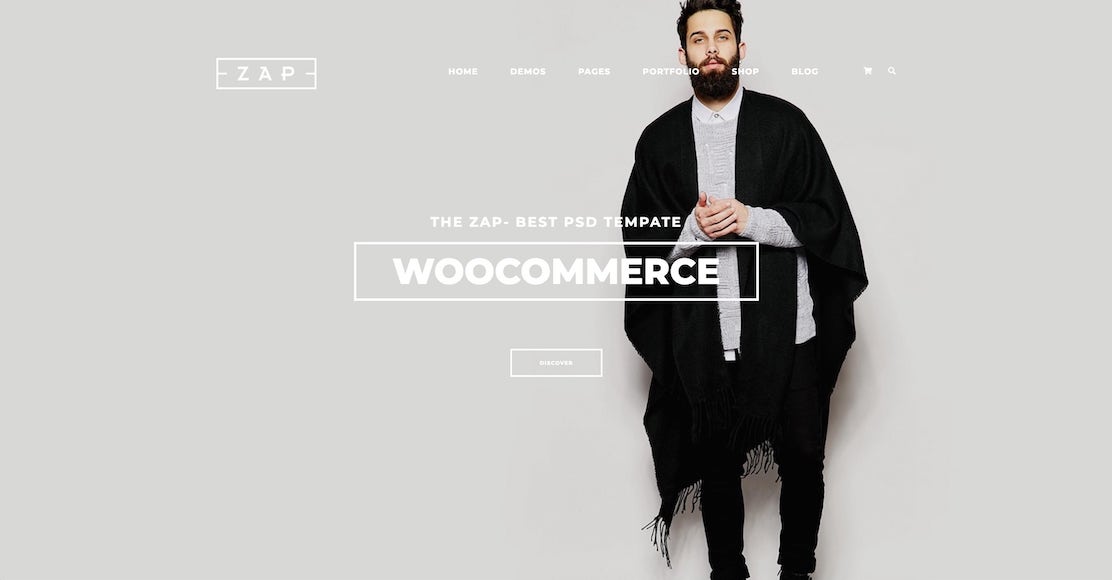 ZAP
HOME DEMOS PAGES PORTFOLIO SHOP BLOG
THE ZAP- BEST PSD TEMPATE
WOOCOMMERCE
DISCOVER